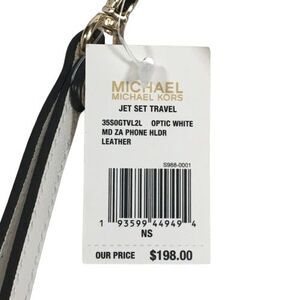 MICHAEL
MICHAEL KORS
JET SET TRAVEL
35S0GTVL2L OPTIC WHITE
MD ZA PHONE HLDR
LEATHER
S988-0001
1 93599 44949 4
NS
OUR PRICE $198.00